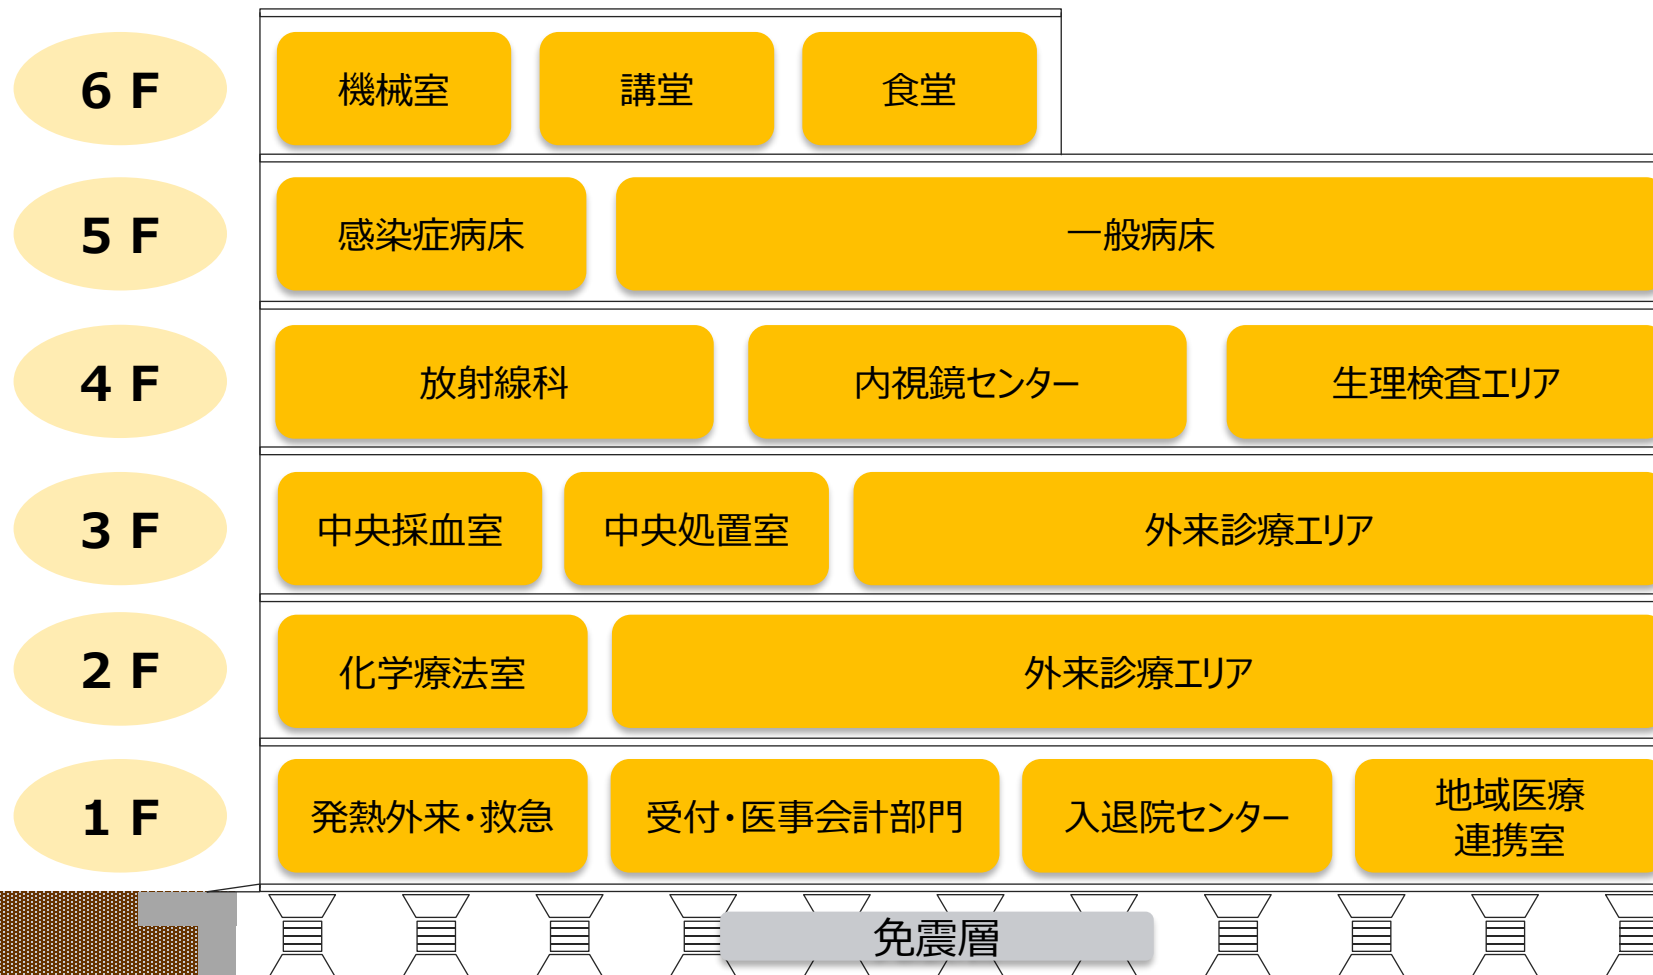 6 F
機械室
講堂
食堂
5 F
感染症病床
一般病床
4 F
放射線科
内視鏡センター
生理検査エリア
3 F
中央採血室
中央処置室
外来診療エリア
2 F
化学療法室
外来診療エリア
1 F
発熱外来・救急
受付・医事会計部門
入退院センター
地域医療
連携室
免震層